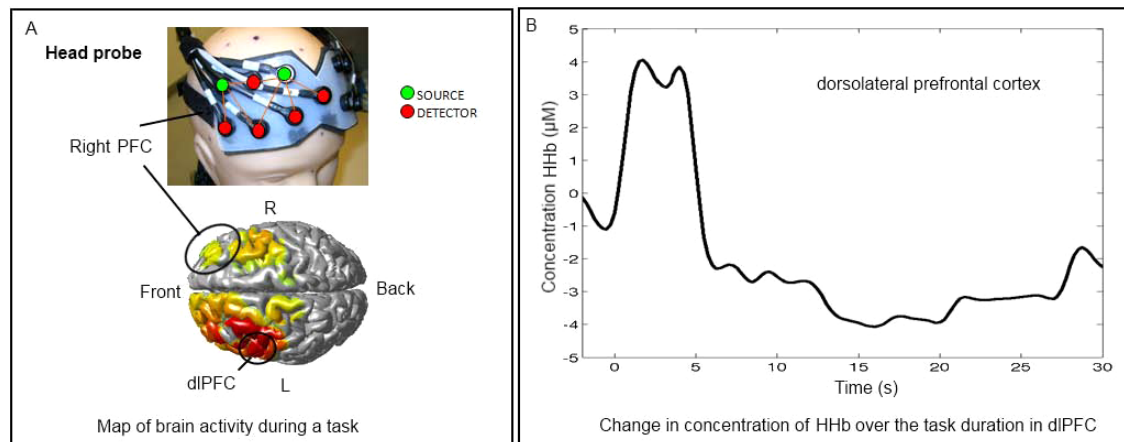 A
Head probe
SOURCE
DETECTOR
Right PFC
R
Front
Back
dlPFC
L
Map of brain activity during a task
B
dorsolateral prefrontal cortex
Concentration HHb (µM)
5
4
3
2
1
0
-1
-2
-3
-4
-5
0
5
10
15
20
25
30
Time (s)
Change in concentration of HHb over the task duration in dlPFC